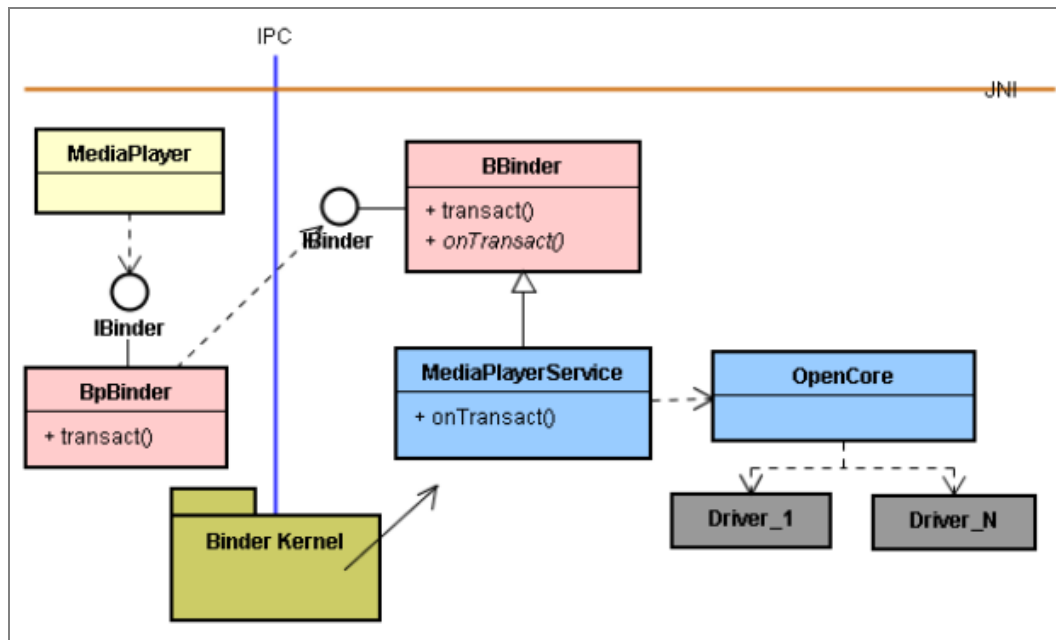 IPC
JNI
MediaPlayer
BBinder
+ transact()
+ onTransact()
IBinder
IBinder
MediaPlayerService
+ onTransact()
OpenCore
BpBinder
+ transact()
Driver_1
Driver_N
Binder Kernel